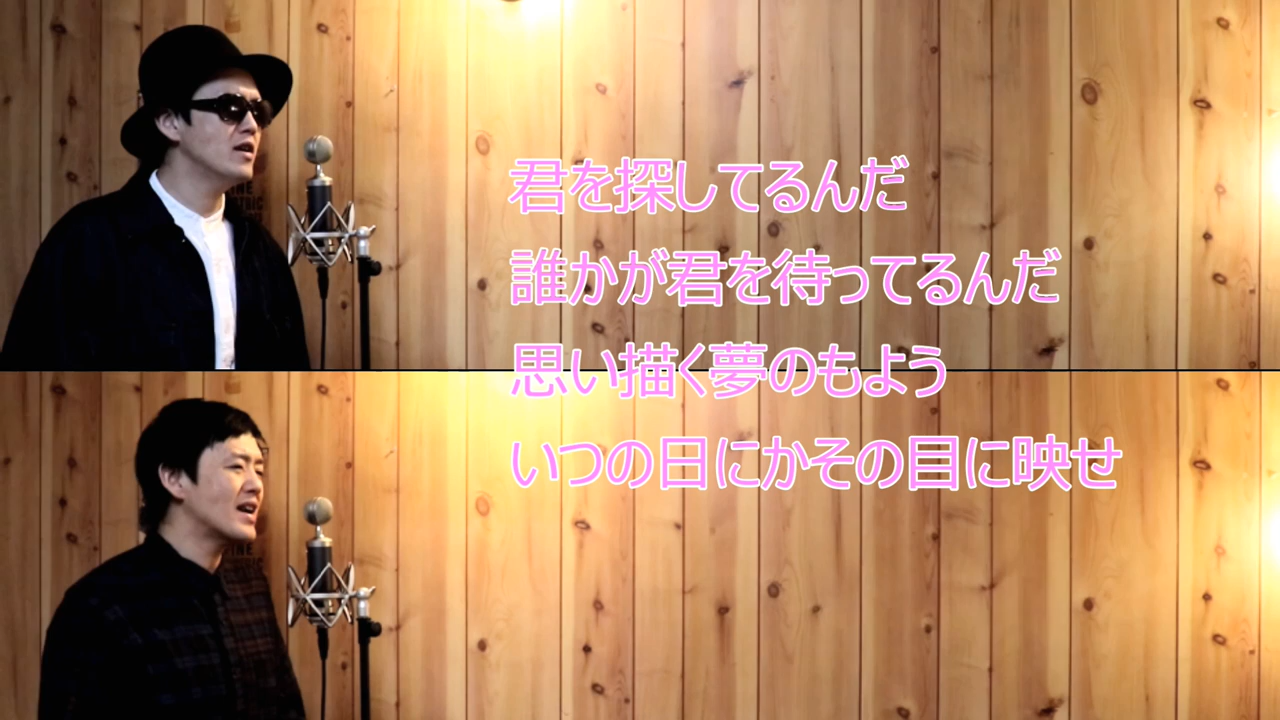 君を探してるんだ
誰かが君を待ってるんだ
思い描く夢のもよう
いつの日にかその目に映せ